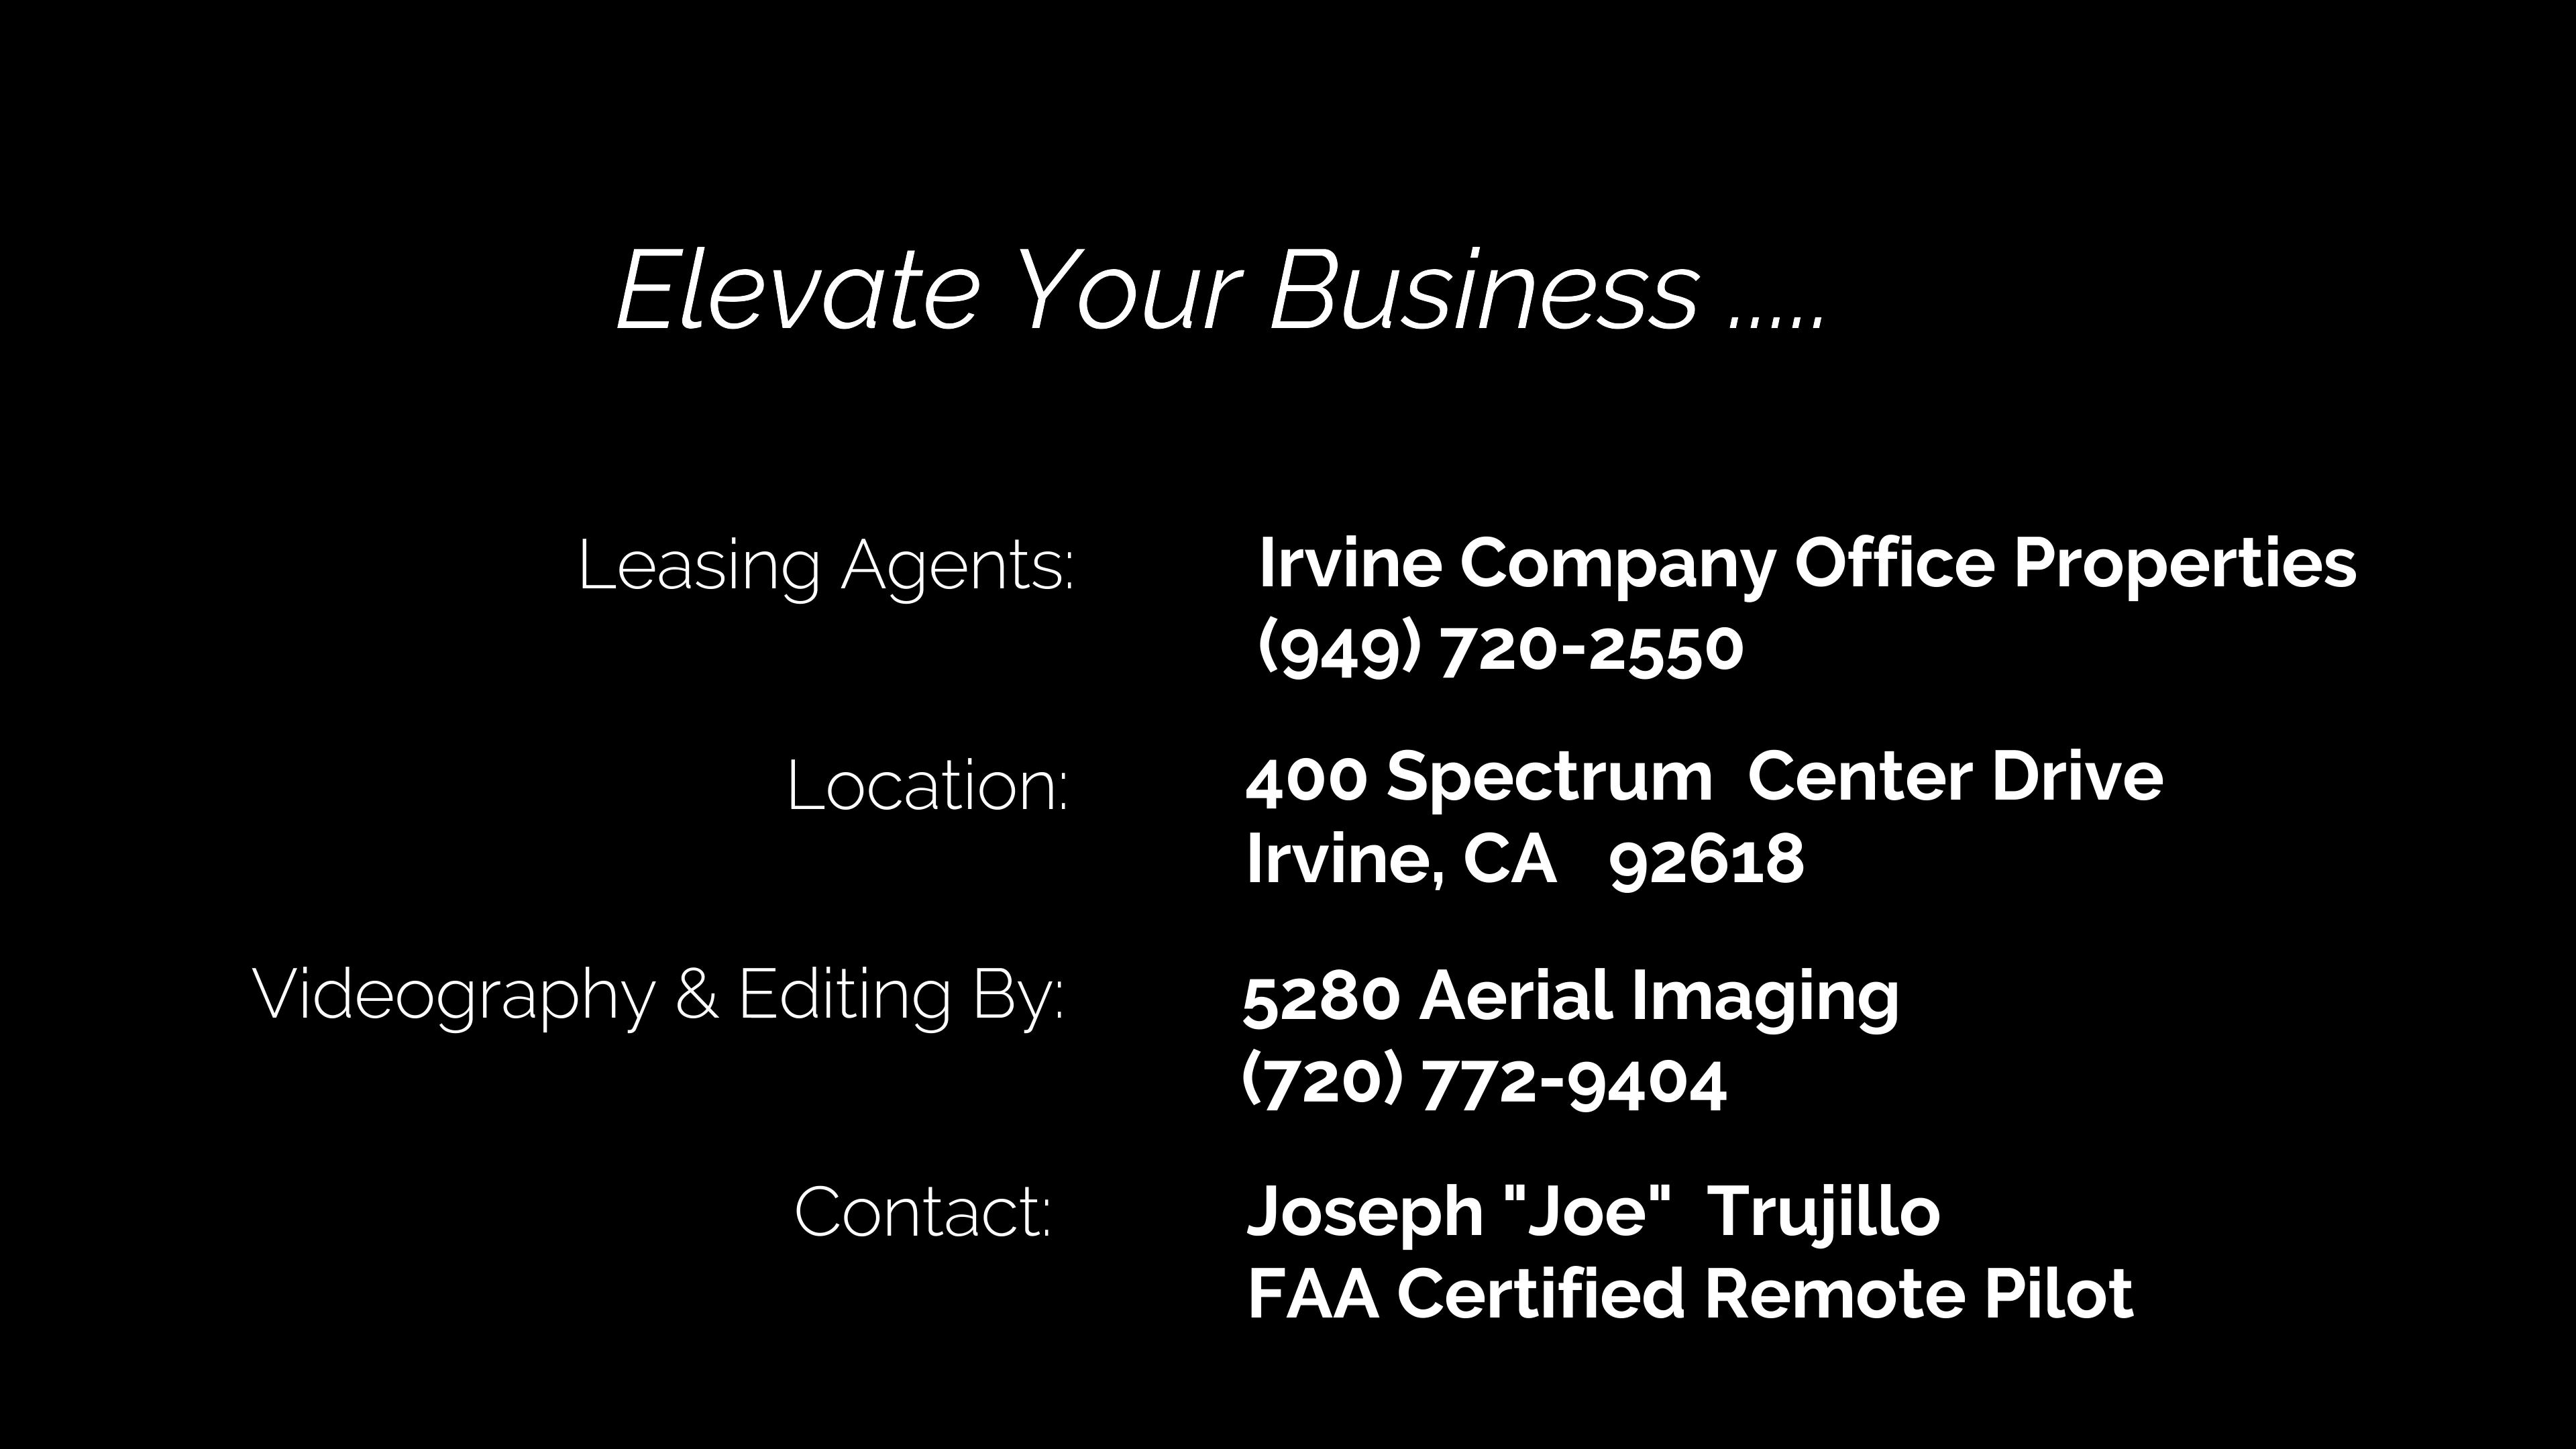 Elevate Your Business .....
Leasing Agents: Irvine Company Office Properties
(949) 720-2550
Location: 400 Spectrum  Center Drive
Irvine, CA   92618
Videography & Editing By: 5280 Aerial Imaging
(720) 772-9404
Contact: Joseph "Joe"  Trujillo
FAA Certified Remote Pilot